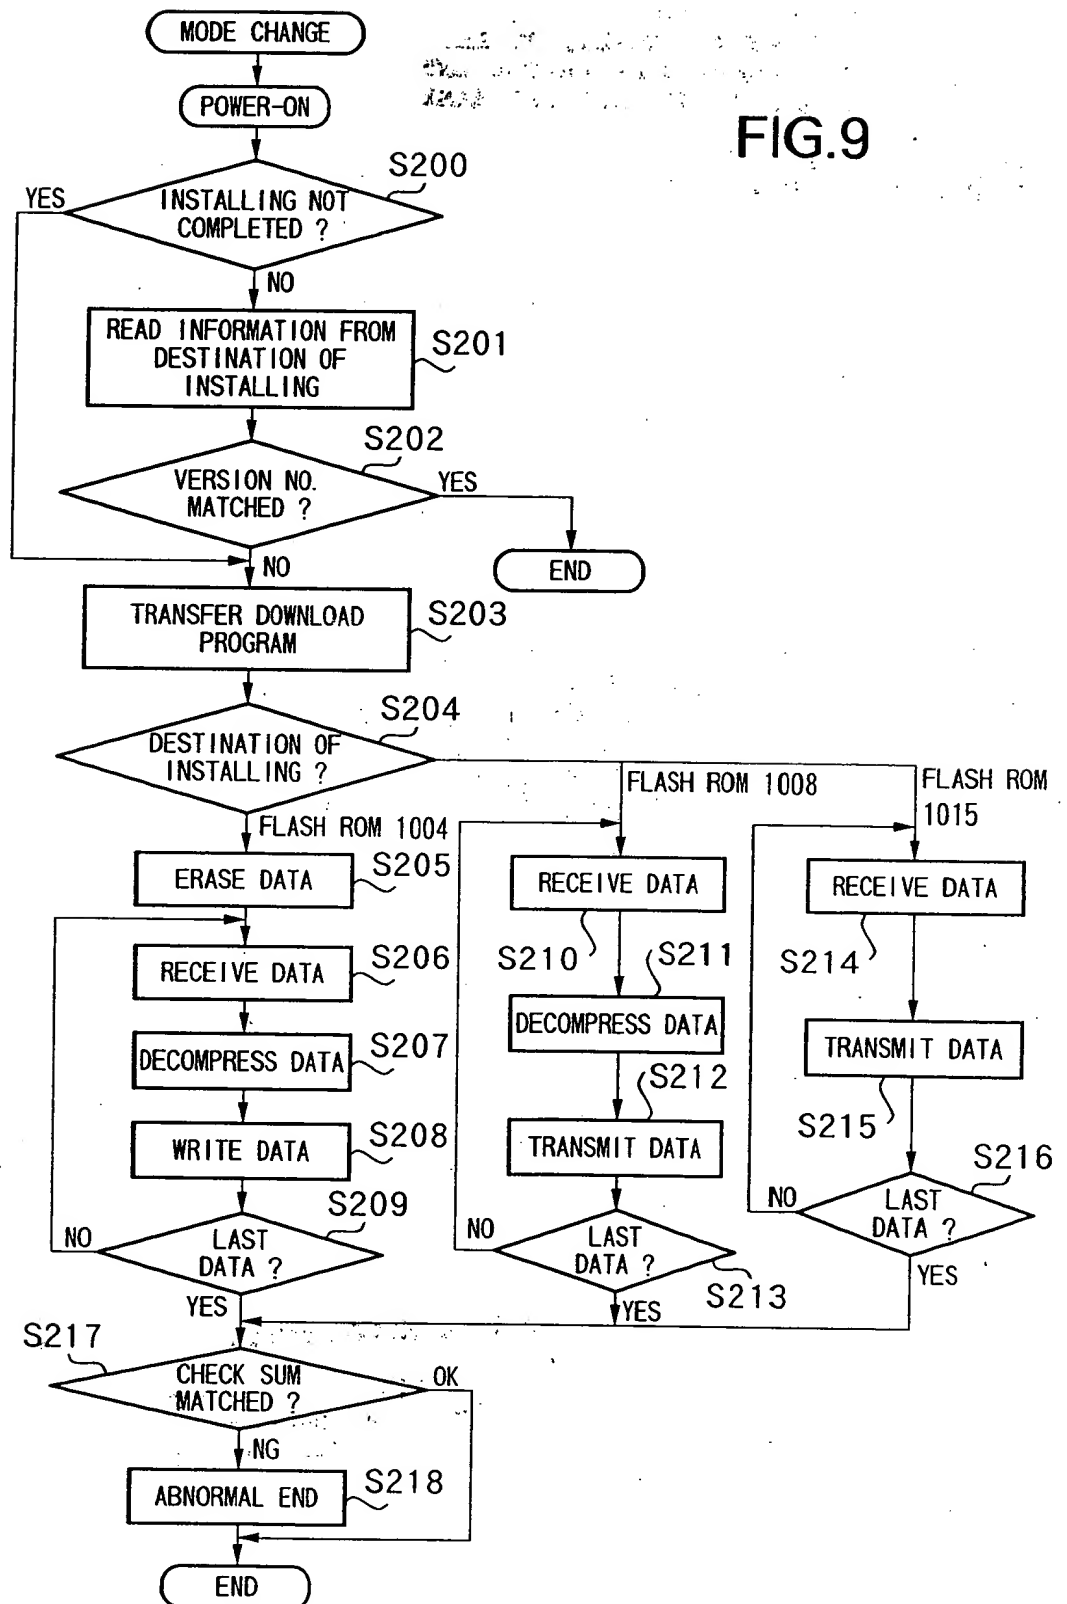 MODE CHANGE
POWER-ON
FIG.9
S200
YES
INSTALLING NOT
COMPLETED ?
NO
READ INFORMATION FROM
DESTINATION OF
INSTALLING
S201
S202
VERSION NO.
MATCHED ?
YES
NO
END
TRANSFER DOWNLOAD
PROGRAM
S203
S204
DESTINATION OF
INSTALLING ?
FLASH ROM 1004
FLASH ROM 1008
FLASH ROM
1015
ERASE DATA
S205
RECEIVE DATA
S206
DECOMPRESS DATA
S207
WRITE DATA
S208
S209
LAST
DATA ?
NO
YES
RECEIVE DATA
S210
S211
DECOMPRESS DATA
S212
TRANSMIT DATA
NO
LAST
DATA ?
S213
YES
RECEIVE DATA
S214
TRANSMIT DATA
S215
S216
NO
LAST
DATA ?
YES
S217
CHECK SUM
MATCHED ?
OK
NG
ABNORMAL END
S218
END